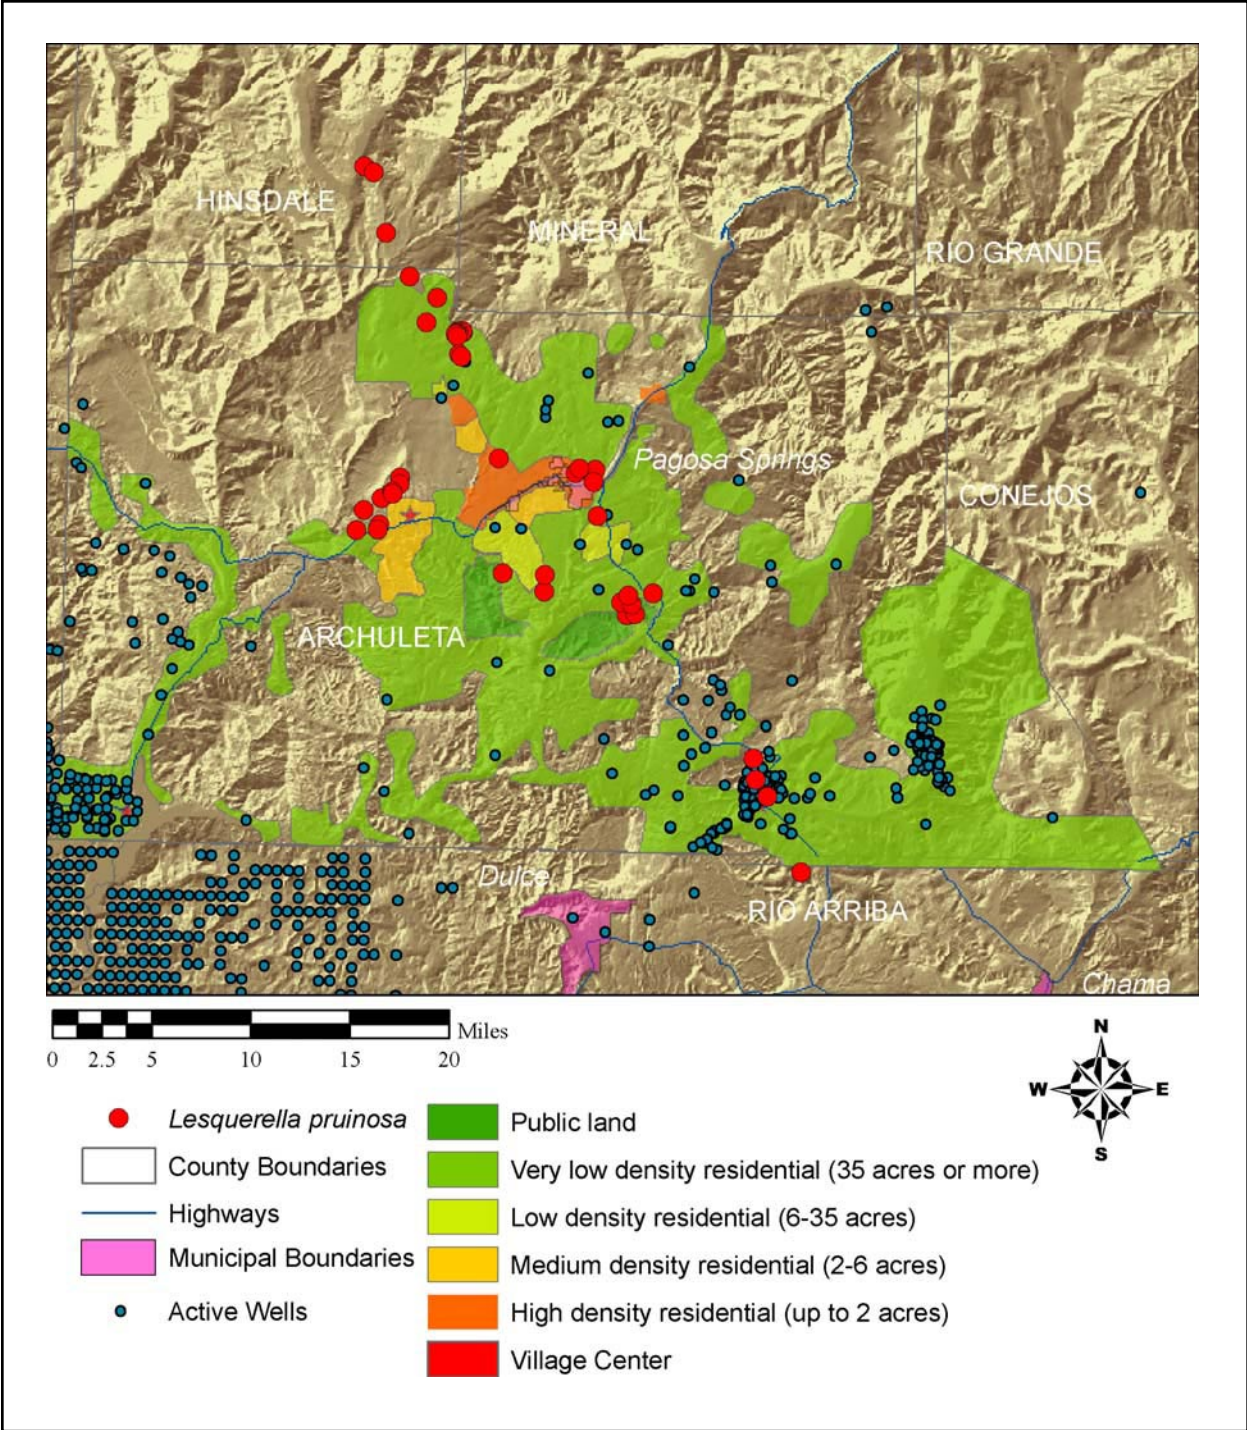 HINSDALE
MINERAL
RIO GRANDE
Pagosa Springs
CONEJOS
ARCHULETA
Dulce
RIO ARRIBA
Chama
Miles
0 2.5 5 10 15 20
N
W E
S
Lesquerella pruinosa
County Boundaries
Highways
Municipal Boundaries
Active Wells
Public land
Very low density residential (35 acres or more)
Low density residential (6-35 acres)
Medium density residential (2-6 acres)
High density residential (up to 2 acres)
Village Center